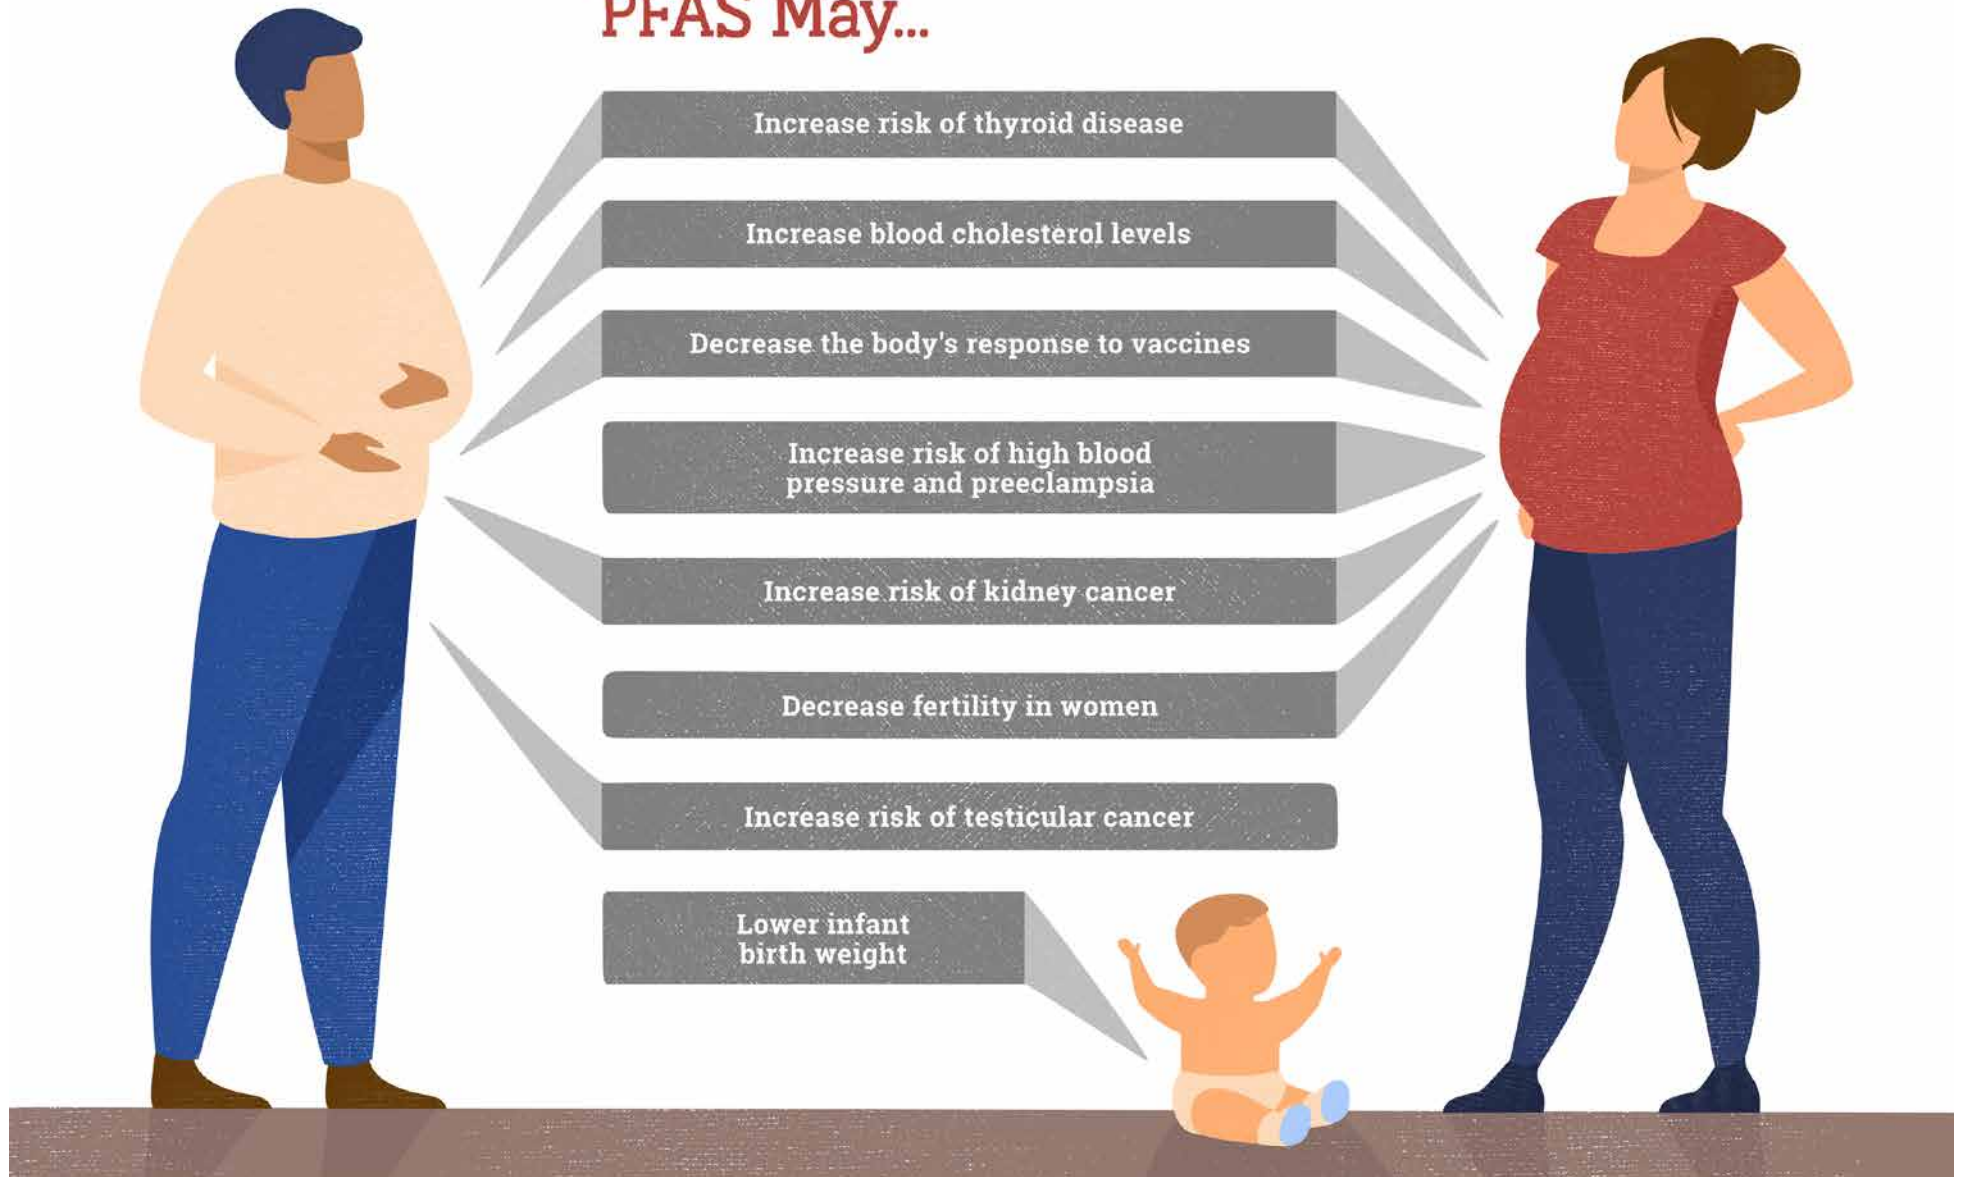 PFAS May...
Increase risk of thyroid disease
Increase blood cholesterol levels
Decrease the body's response to vaccines
Increase risk of high blood
pressure and preeclampsia
Increase risk of kidney cancer
Decrease fertility in women
Increase risk of testicular cancer
Lower infant
birth weight